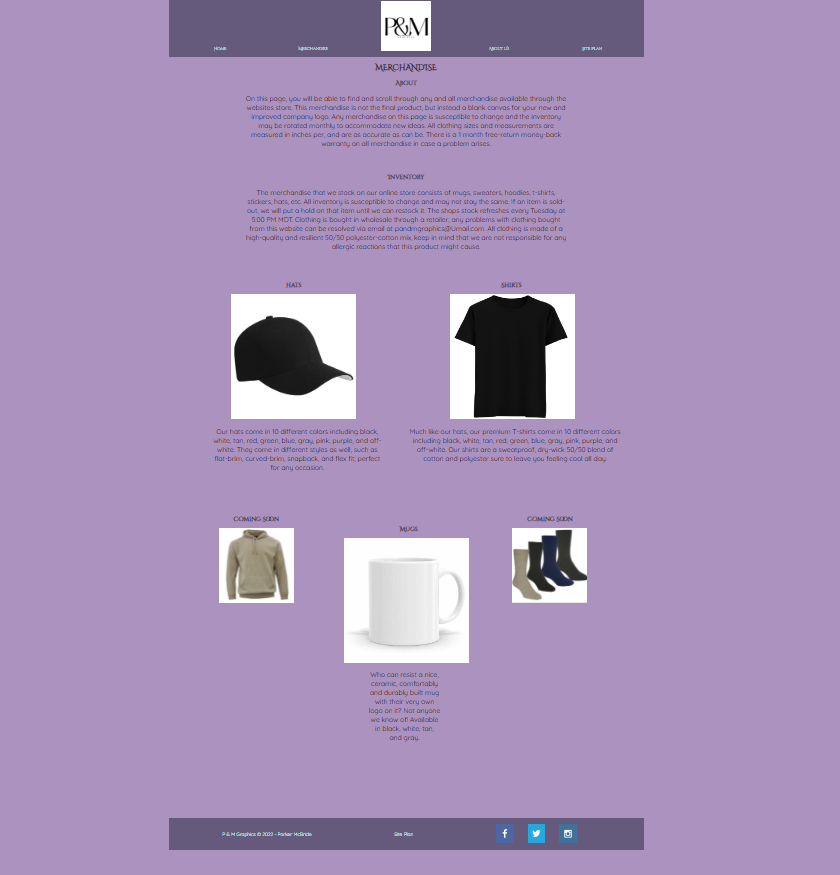 P&M
Home
Merchandise
About Us
Site Plan
Merchandise
About
On this page, you will be able to find and scroll through any and all merchandise available through the
websites store. This merchandise is not the final product, but instead a blank canvas for your new and
improved company logo. Any merchandise on this page is susceptible to change and the inventory
may be rotated monthly to accommodate new ideas. All clothing sizes and measurements are
measured in inches per, and are as accurate as can be. There is a 1 month free-return money-back
warranty on all merchandise in case a problem arises.
Inventory
The merchandise that we stock on our online store consists of mugs, sweaters, hoodies, t-shirts,
stickers, hats, etc. All inventory is susceptible to change and may not stay the same. If an item is sold-
out, we will put a hold on that item until we can restock it. The shops stock refreshes every Tuesday at
5:00 PM MDT. Clothing is bought in wholesale through a retailer, any problems with clothing bought
from this website can be resolved via email at pandmgraphics@Umail.com. All clothing is made of a
high-quality and resilient 50/50 polyester-cotton mix, keep in mind that we are not responsible for any
allergic reactions that this product might cause.
Hats
Our hats come in 10 different colors including black,
white, tan, red, green, blue, gray, pink, purple, and off-
white. They come in different styles as well, such as
flat-brim, curved-brim, snapback, and flex fit; perfect
for any occasion.
Shirts
Much like our hats, our premium T-shirts come in 10 different colors
including black, white, tan, red, green, blue, gray, pink, purple, and
off-white. Our shirts are a sweatproof, dry-wick 50/50 blend of
cotton and polyester sure to leave you feeling cool all day.
Coming Soon
Mugs
Coming Soon
Who can resist a nice,
ceramic, comfortably
and durably built mug
with their very own
logo on it? Not anyone
we know of! Available
in black, white, tan,
and gray.
P & M Graphics © 2022 - Parker McBride
Site Plan